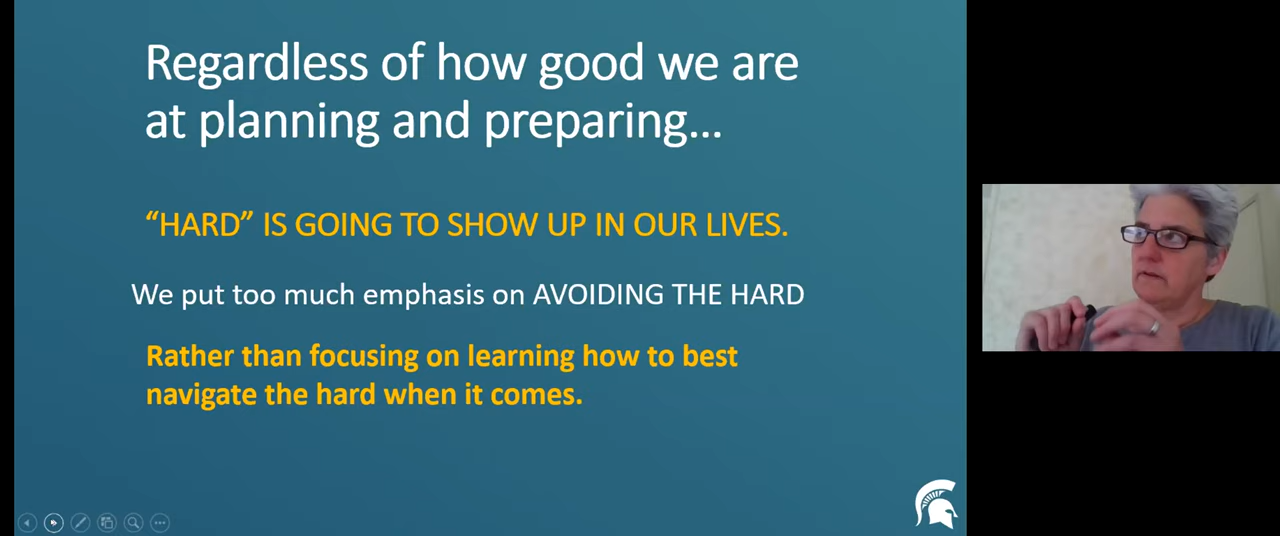 Regardless of how good we are
at planning and preparing...
“HARD” IS GOING TO SHOW UP IN OUR LIVES.
We put too much emphasis on AVOIDING THE HARD
Rather than focusing on learning how to best
navigate the hard when it comes.